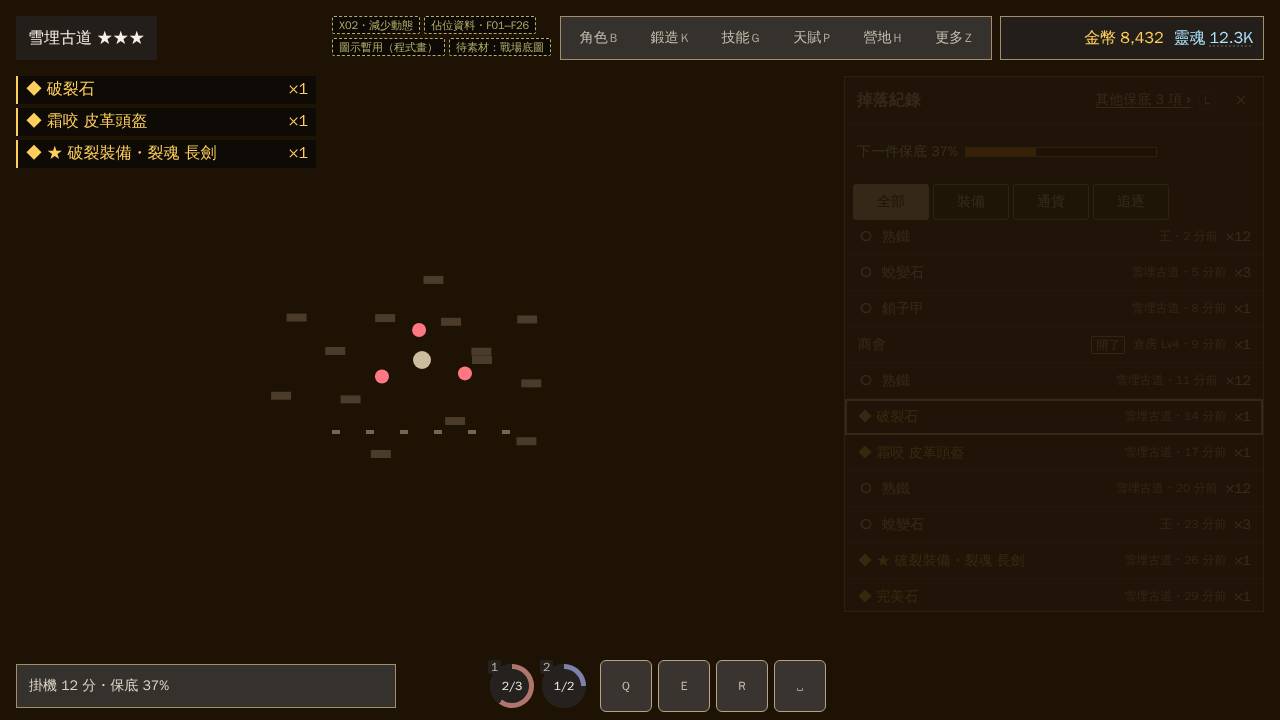 雪埋古道 ★★★
X02・減少動態 佔位資料・F01—F26
圖示暫用（程式畫） 待素材：戰場底圖
角色B 鍛造K 技能G 天賦P 營地H 更多Z
金幣 8,432 靈魂 12.3K
◆ 破裂石 ×1
◆ 霜咬 皮革頭盔 ×1
◆ ★ 破裂裝備・裂魂 長劍 ×1
掉落紀錄 其他保底 3 項 › L ×
下一件保底 37%
全部 裝備 通貨 追逐
熟鐵 王・2 分前 ×12
蛻變石 雪埋古道・5 分前 ×3
鎖子甲 雪埋古道・8 分前 ×1
商會 開了 倉房 Lv4・9 分前 ×1
熟鐵 雪埋古道・11 分前 ×12
◆ 破裂石 雪埋古道・14 分前 ×1
◆ 霜咬 皮革頭盔 雪埋古道・17 分前 ×1
熟鐵 雪埋古道・20 分前 ×12
蛻變石 王・23 分前 ×3
◆ ★ 破裂裝備・裂魂 長劍 雪埋古道・26 分前 ×1
◆ 完美石 雪埋古道・29 分前 ×1
掛機 12 分・保底 37%
1 2/3 2 1/2 Q E R ⎵